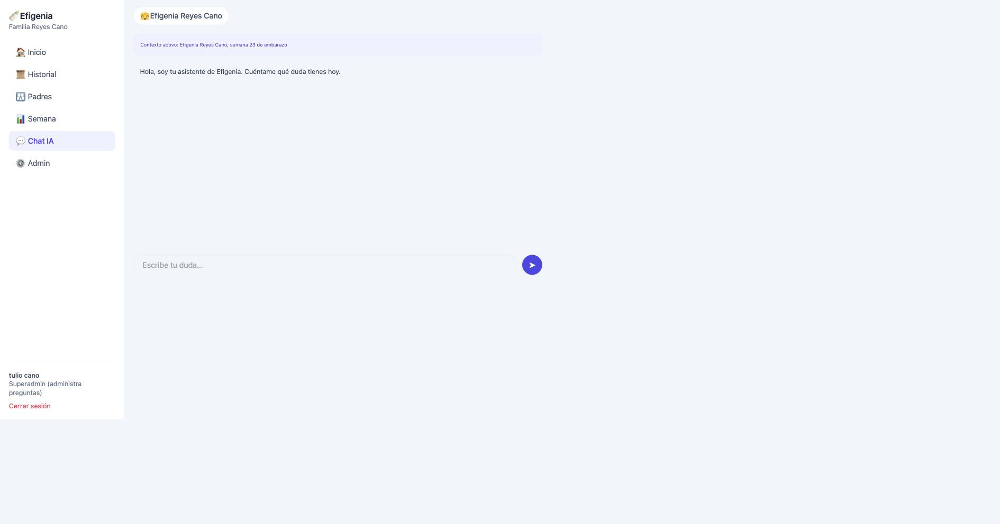 Efigenia
Familia Reyes Cano
Inicio
Historial
Padres
Semana
Chat IA
Admin
tulio cano
Superadmin (administra
preguntas)
Cerrar sesión
Efigenia Reyes Cano
Contexto activo: Efigenia Reyes Cano, semana 23 de embarazo
Hola, soy tu asistente de Efigenia. Cuéntame qué duda tienes hoy.
Escribe tu duda...